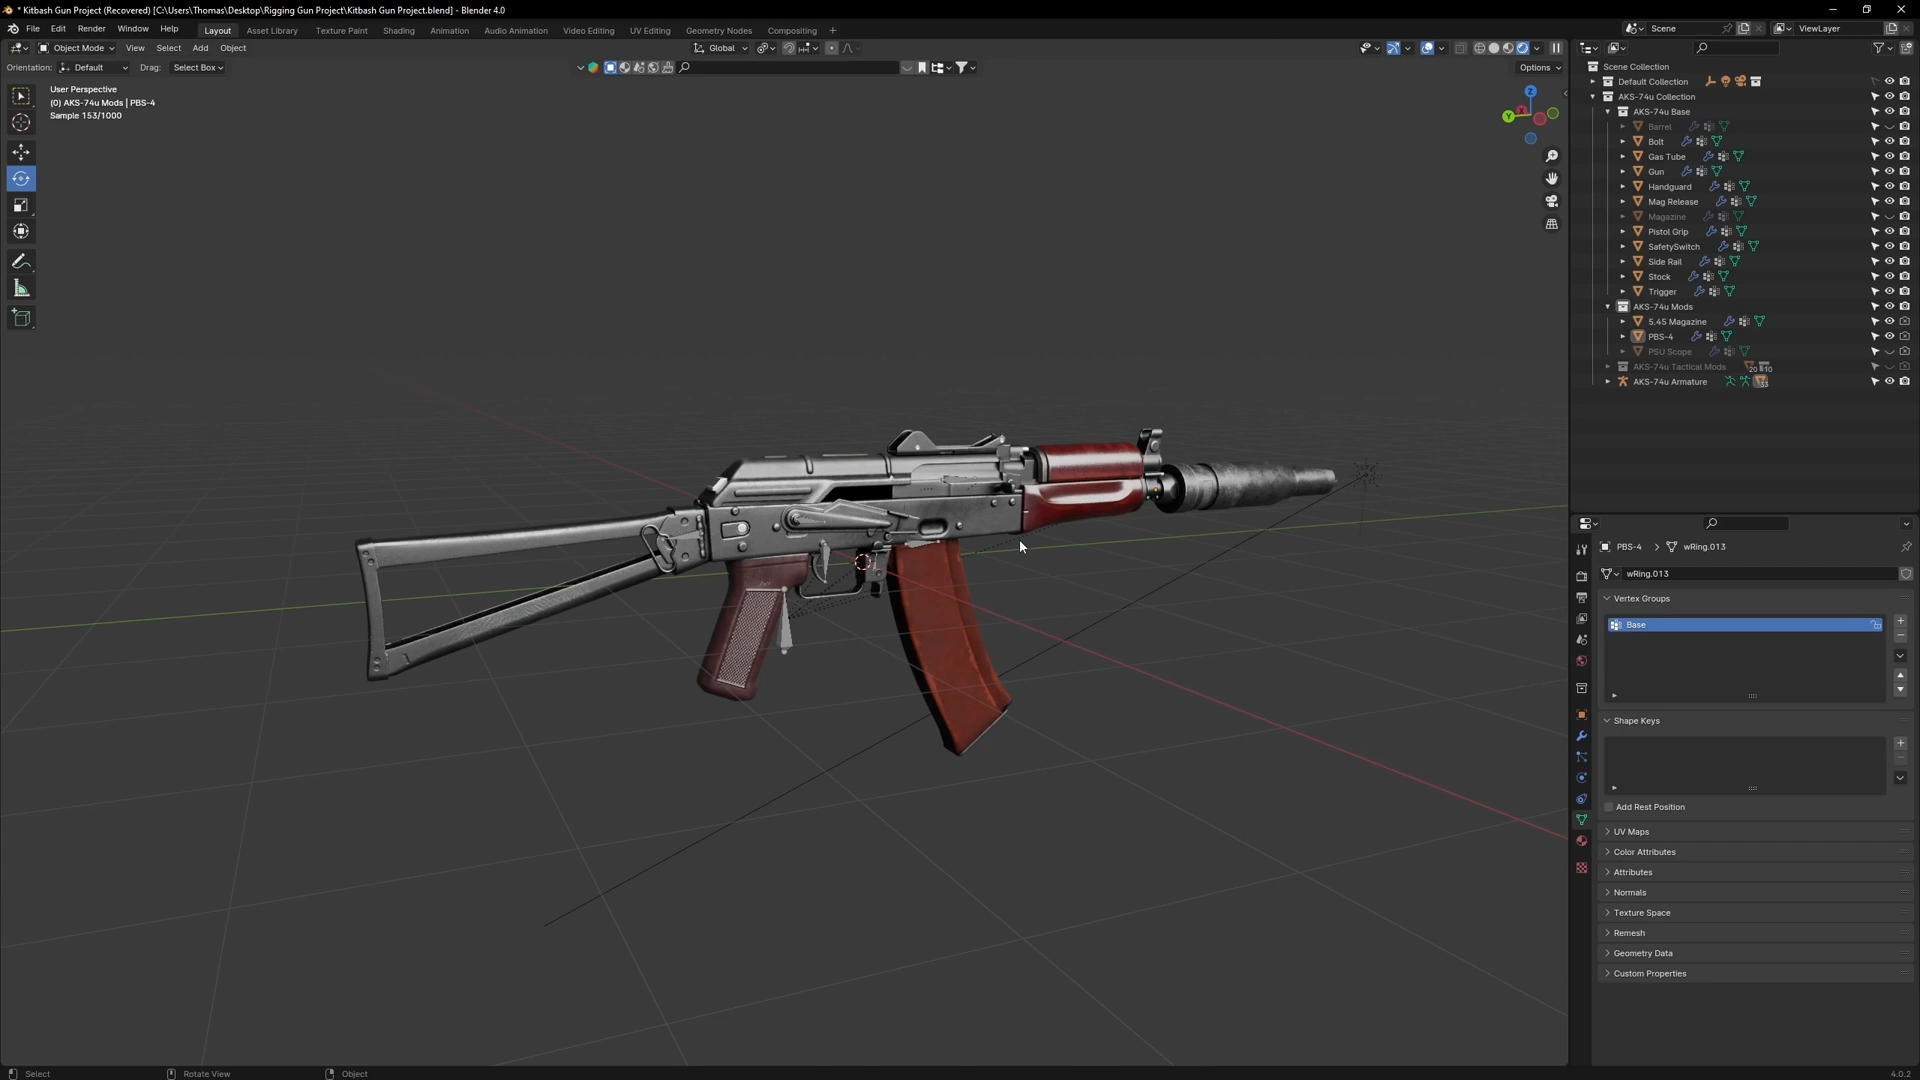 * Kitbash Gun Project (Recovered) [C:\Users\Thomas\Desktop\Rigging Gun Project\Kitbash Gun Project.blend] - Blender 4.0
File Edit Render Window Help Layout Asset Library Texture Paint Shading Animation Audio Animation Video Editing UV Editing Geometry Nodes Compositing + Scene ViewLayer
Object Mode View Select Add Object Global
Orientation: Default Drag: Select Box Options
User Perspective
(0) AKS-74u Mods | PBS-4
Sample 153/1000
Z
Y
X
Scene Collection
Default Collection
AKS-74u Collection
AKS-74u Base
Barrel
Bolt
Gas Tube
Gun
Handguard
Mag Release
Magazine
Pistol Grip
SafetySwitch
Side Rail
Stock
Trigger
AKS-74u Mods
5.45 Magazine
PBS-4
PSU Scope
AKS-74u Tactical Mods 20 10
AKS-74u Armature 33
PBS-4 > wRing.013
wRing.013
Vertex Groups
Base
Shape Keys
Add Rest Position
UV Maps
Color Attributes
Attributes
Normals
Texture Space
Remesh
Geometry Data
Custom Properties
Select Rotate View Object 4.0.2